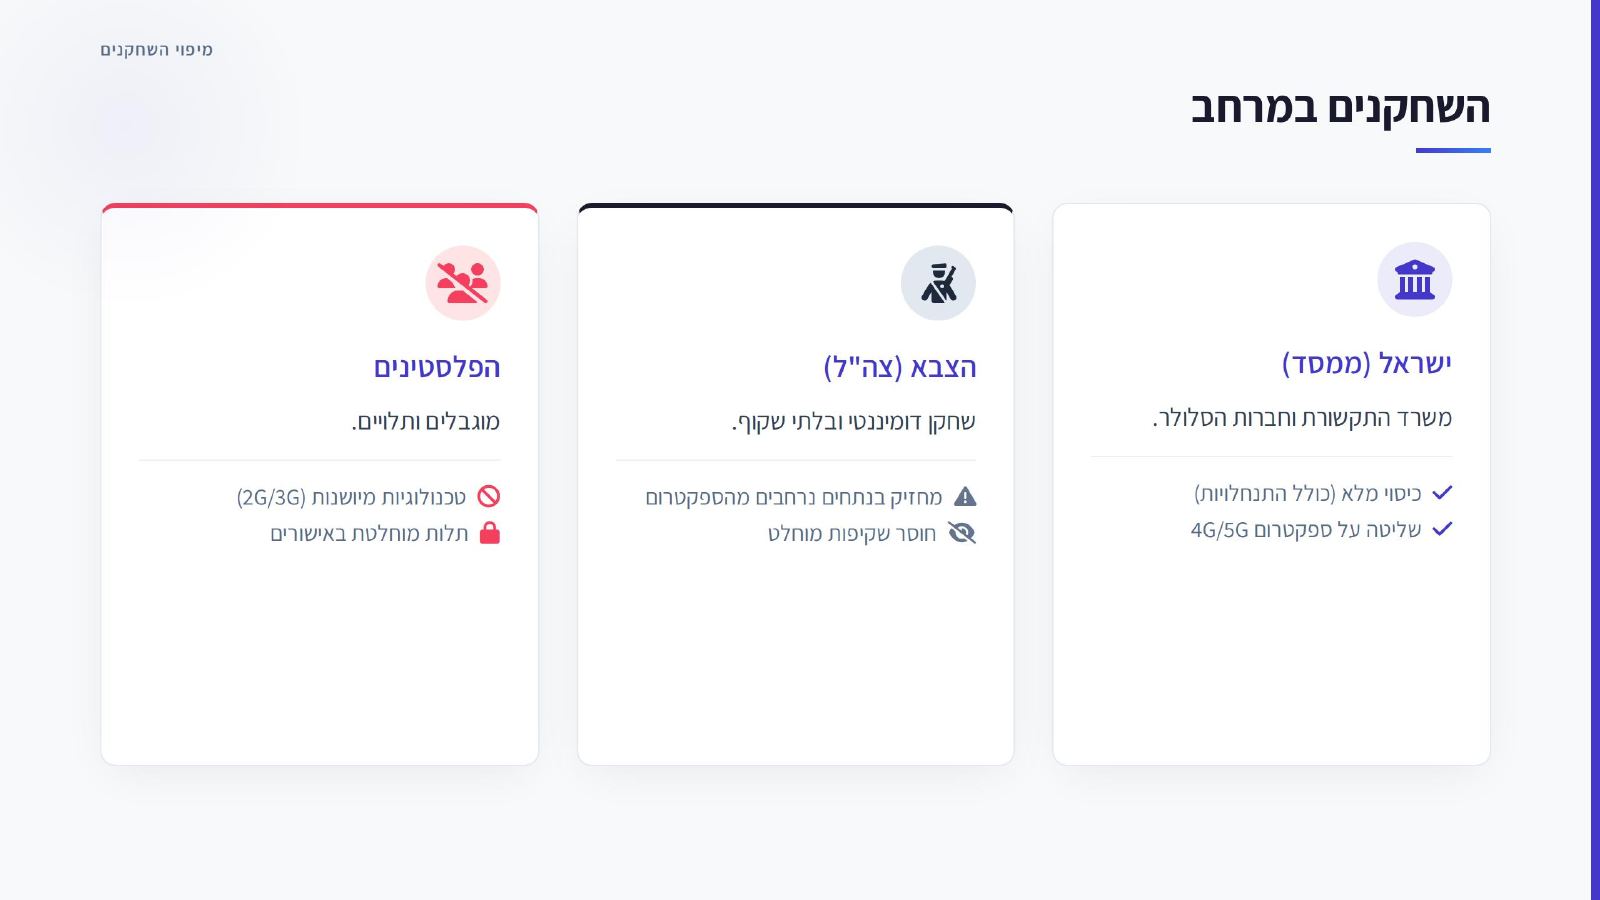 מיפוי השחקנים
השחקנים במרחב
ישראל (ממסד)
משרד התקשורת וחברות הסלולר.
כיסוי מלא (כולל התנחלויות)
שליטה על ספקטרום 4G/5G
הצבא (צה"ל)
שחקן דומיננטי ובלתי שקוף.
מחזיק בנתחים נרחבים מהספקטרום
חוסר שקיפות מוחלט
הפלסטינים
מוגבלים ותלויים.
טכנולוגיות מיושנות (2G/3G)
תלות מוחלטת באישורים